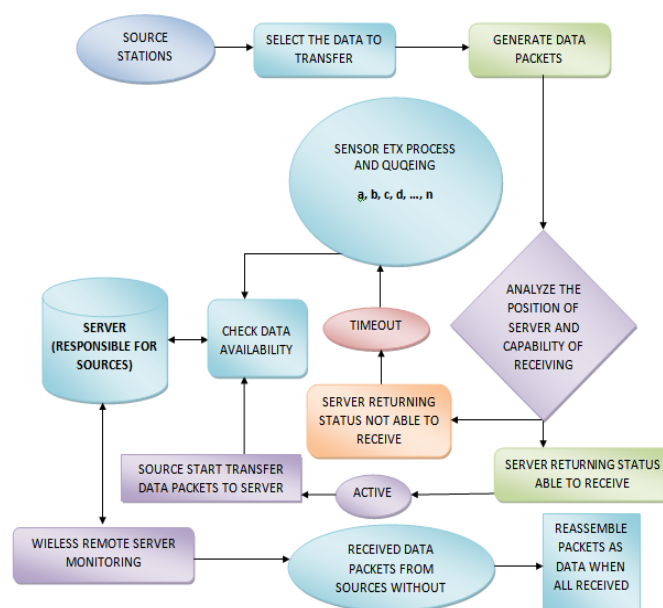 SOURCE
STATIONS
SELECT THE DATA TO
TRANSFER
GENERATE DATA
PACKETS
SENSOR ETX PROCESS
AND QUQEING
a, b, c, d, ..., n
ANALYZE THE
POSITION OF
SERVER AND
CAPABILITY OF
RECEIVING
SERVER
(RESPONSIBLE FOR
SOURCES)
CHECK DATA
AVAILABILITY
TIMEOUT
SERVER RETURNING
STATUS NOT ABLE TO
RECEIVE
SERVER RETURNING STATUS
ABLE TO RECEIVE
ACTIVE
SOURCE START TRANSFER
DATA PACKETS TO SERVER
WIELESS REMOTE SERVER
MONITORING
RECEIVED DATA
PACKETS FROM
SOURCES WITHOUT
REASSEMBLE
PACKETS AS
DATA WHEN
ALL RECEIVED